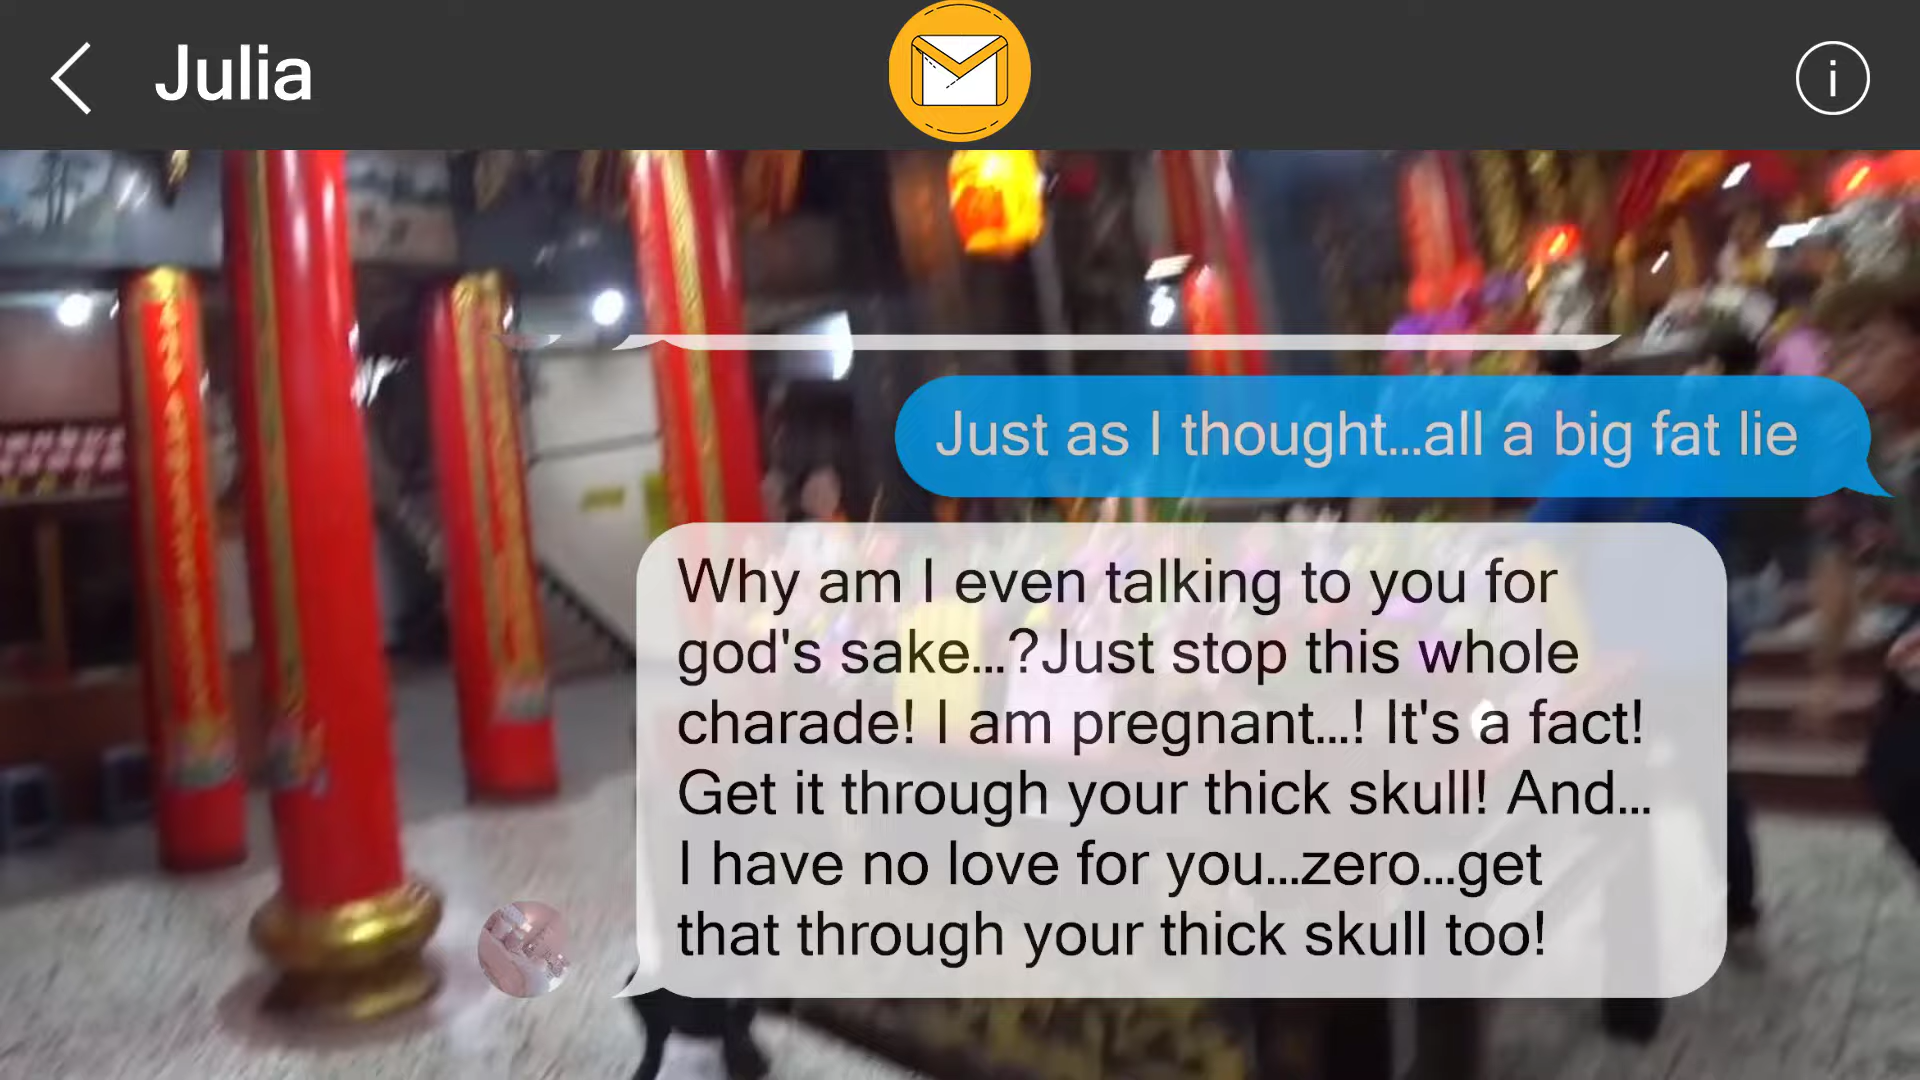 Julia
Just as I thought...all a big fat lie
Why am I even talking to you for
god's sake...?Just stop this whole
charade! I am pregnant...! It's a fact!
Get it through your thick skull! And...
I have no love for you...zero...get
that through your thick skull too!